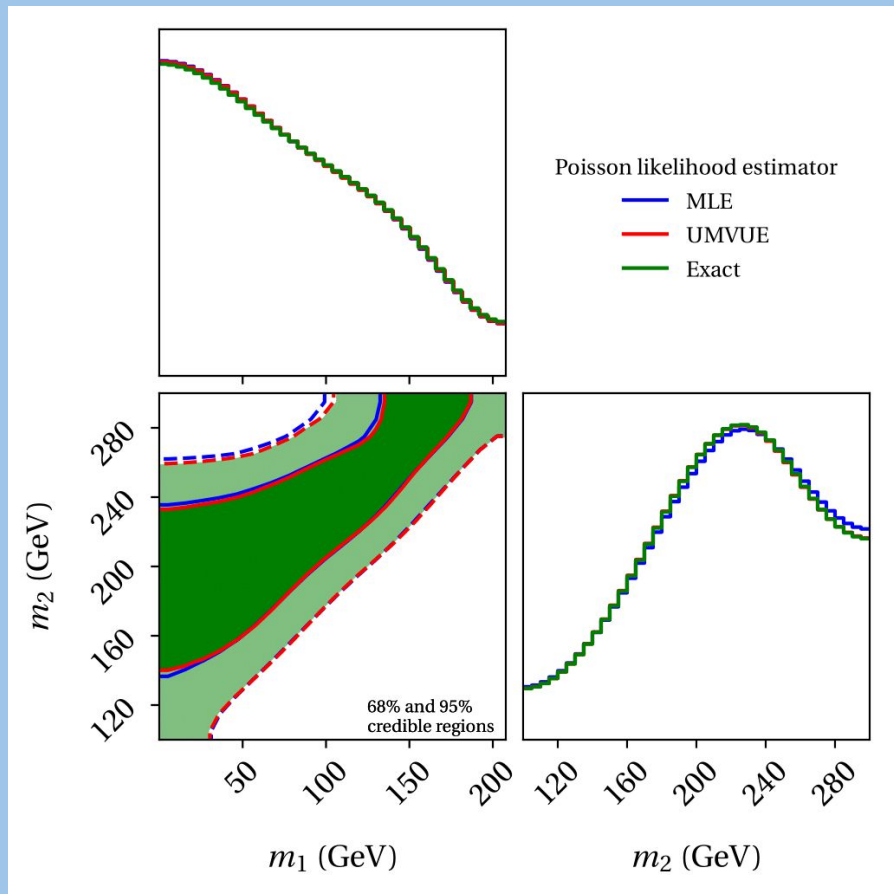 Poisson likelihood estimator
MLE
UMVUE
Exact
280
240
200
160
120
m₂ (GeV)
68% and 95%
credible regions
50
100
150
200
m₁ (GeV)
120
160
200
240
280
m₂ (GeV)